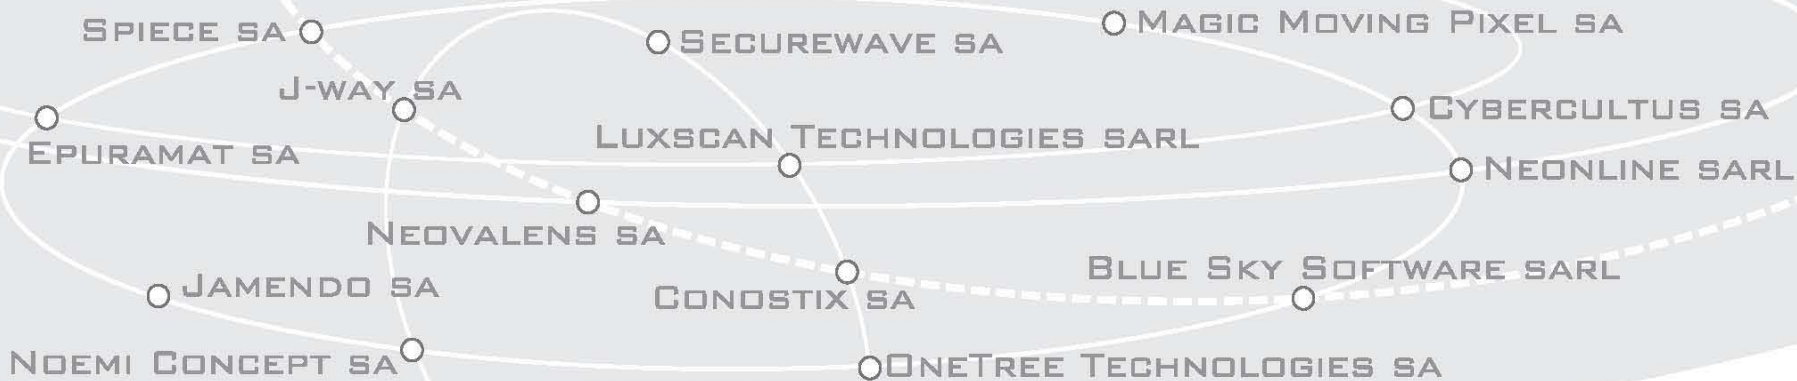 Spiece SA
Securewave SA
Magic Moving Pixel SA
J-way SA
Cybercultus SA
Luxscan Technologies SARL
Epuramat SA
Neonline SARL
Neovalens SA
Blue Sky Software SARL
Jamendo SA
Conostix SA
Noemi Concept SA
OneTree Technologies SA